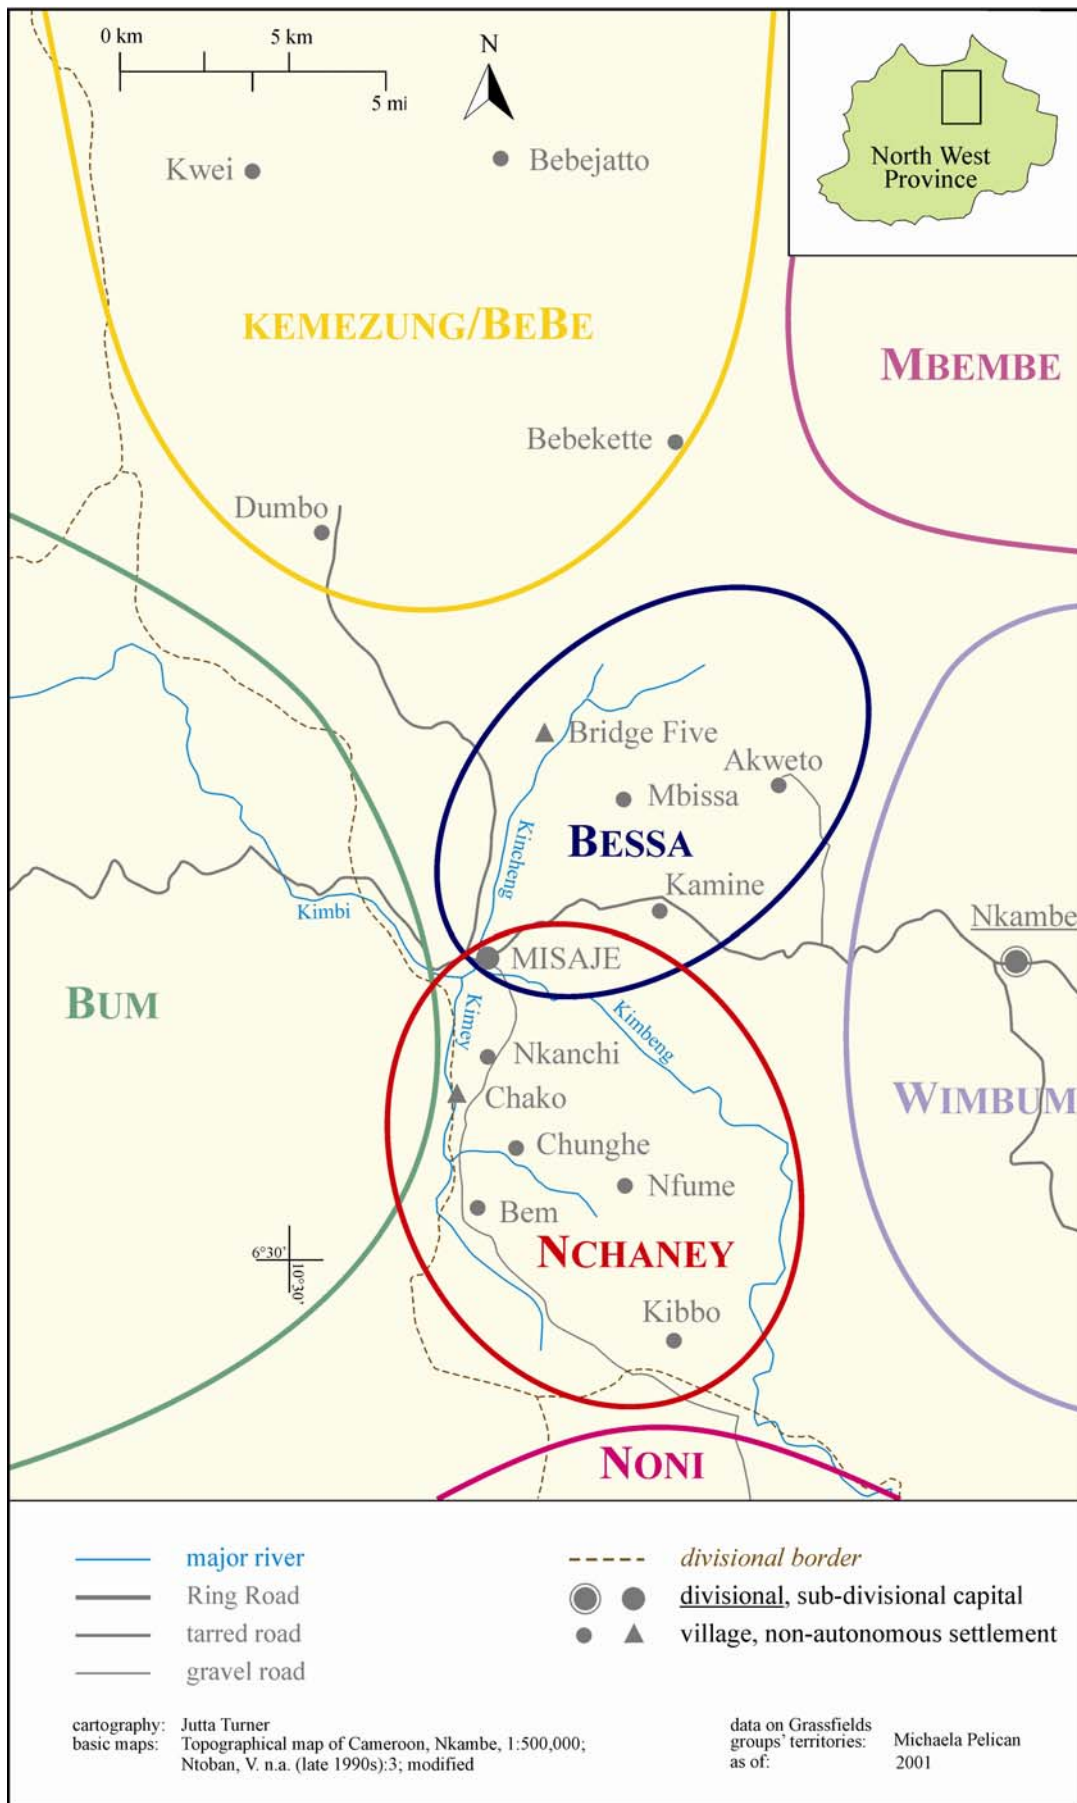 0 km 5 km
5 mi
N
North West
Province
Kwei
Bebejatto
KEMEZUNG/BEBE
MBEMBE
Bebekette
Dumbo
Bridge Five
Akweto
Mbissa
BESSA
Kincheng
Kamine
Kimbi
Nkambe
MISAJE
BUM
Kimey
Kimbeng
Nkanchi
Chako
WIMBUM
Chunghe
Nfume
Bem
NCHANEY
6°30'
10°30'
Kibbo
NONI
major river
Ring Road
tarred road
gravel road
divisional border
divisional, sub-divisional capital
village, non-autonomous settlement
cartography: Jutta Turner
basic maps: Topographical map of Cameroon, Nkambe, 1:500,000;
Ntoban, V. n.a. (late 1990s):3; modified
data on Grassfields
groups' territories: Michaela Pelican
as of: 2001